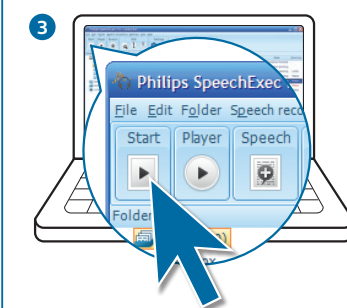 3
Philips SpeechExec
File Edit Folder Speech reco
Start Player Speech
Folder